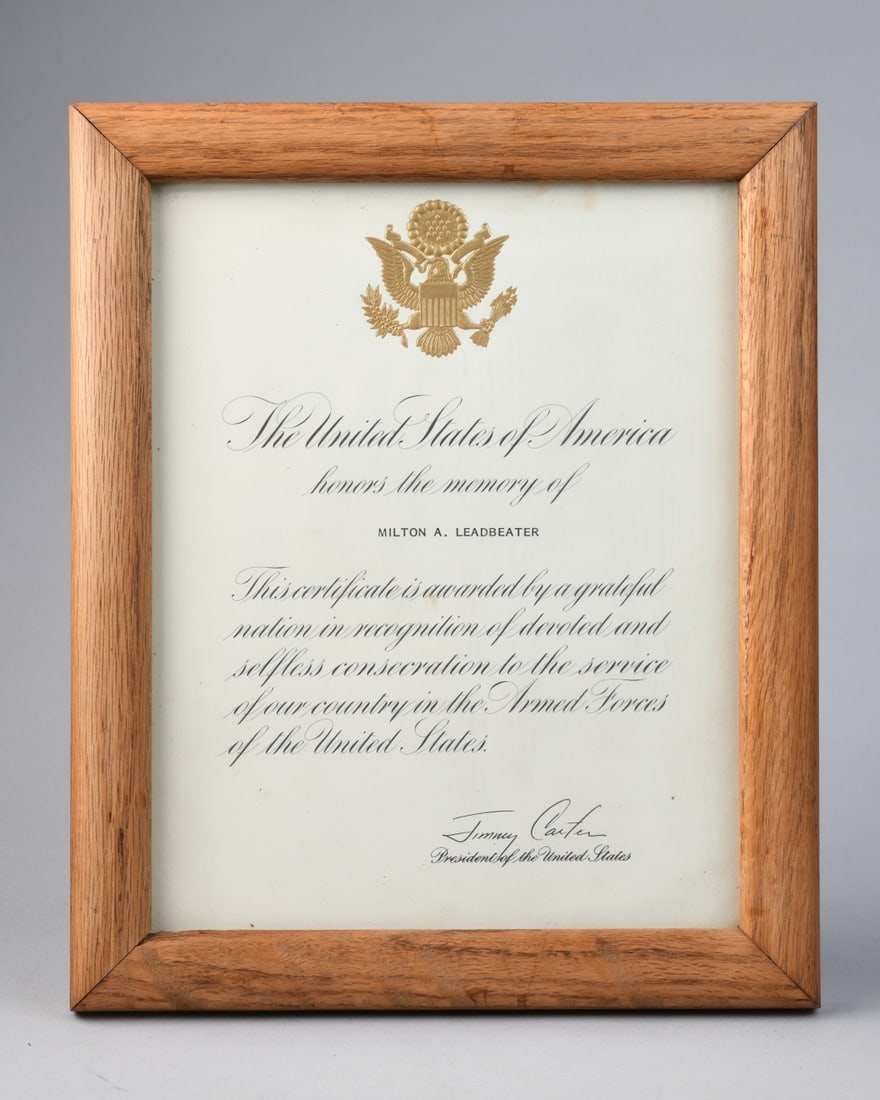 The United States of America
honors the memory of
MILTON A. LEADBEATER
This certificate is awarded by a grateful
nation in recognition of devoted and
selfless consecration to the service
of our country in the Armed Forces
of the United States.
Jimmy Carter
President of the United States